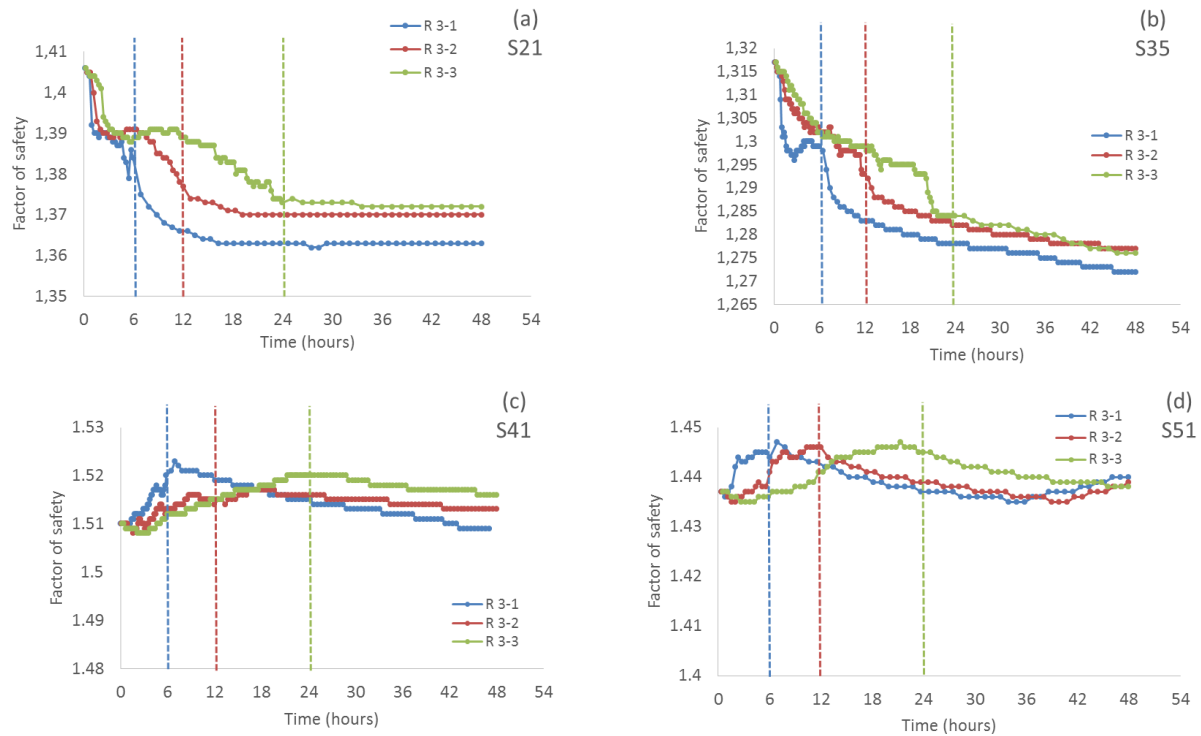 (a)
S21
R 3-1
R 3-2
R 3-3
1,41
1,4
1,39
1,38
1,37
1,36
1,35
Factor of safety
0 6 12 18 24 30 36 42 48 54
Time (hours)
(b)
S35
R 3-1
R 3-2
R 3-3
1,32
1,315
1,31
1,305
1,3
1,295
1,29
1,285
1,28
1,275
1,27
1,265
Factor of safety
0 6 12 18 24 30 36 42 48 54
Time (hours)
(c)
S41
1.53
1.52
1.51
1.5
1.49
1.48
Factor of safety
R 3-1
R 3-2
R 3-3
0 6 12 18 24 30 36 42 48 54
Time (hours)
(d)
S51
R 3-1
R 3-2
R 3-3
1.45
1.44
1.43
1.42
1.41
1.4
Factor of safety
0 6 12 18 24 30 36 42 48 54
Time (hours)